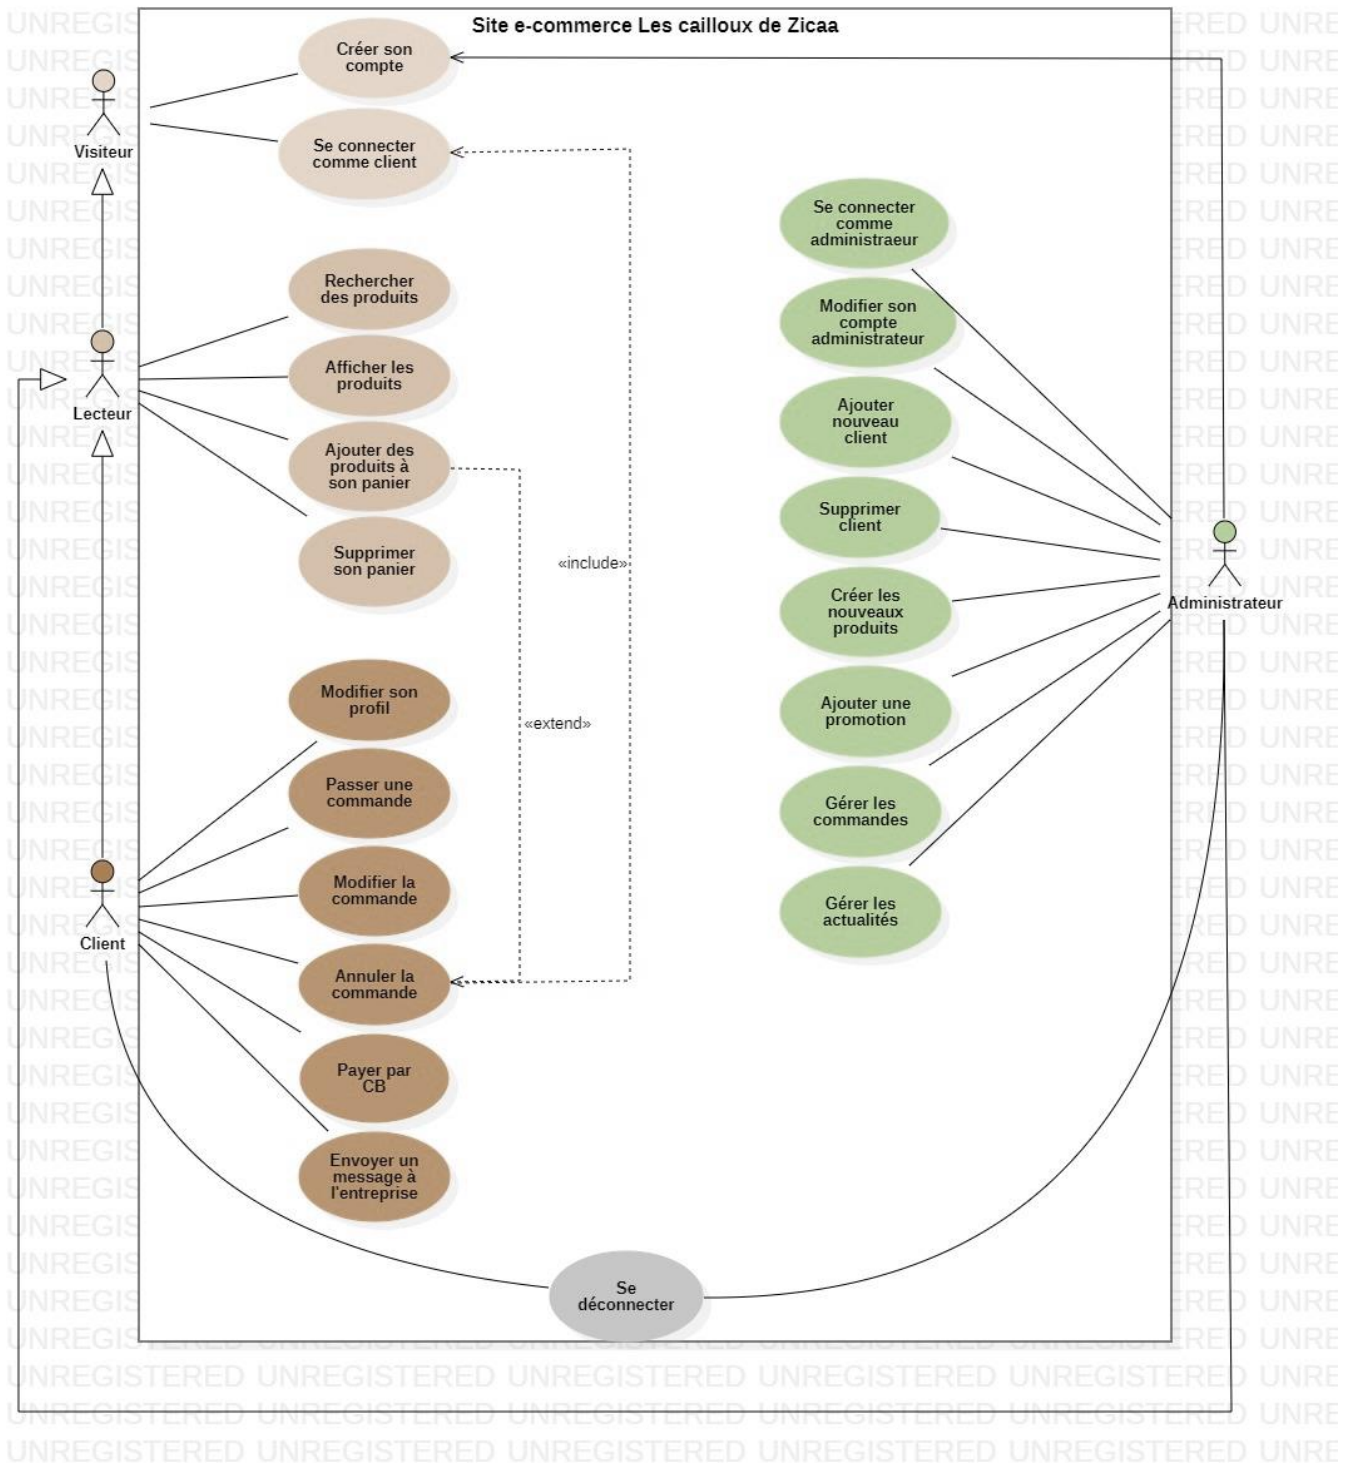 Site e-commerce Les cailloux de Zicaa
Créer son
compte
Visiteur
Se connecter
comme client
Se connecter
comme
administraeur
Rechercher
des produits
Modifier son
compte
administrateur
Afficher les
produits
Lecteur
Ajouter
nouveau
client
Ajouter des
produits à
son panier
Supprimer
client
Supprimer
son panier
«include»
Créer les
nouveaux
produits
Administrateur
Modifier son
profil
Ajouter une
promotion
«extend»
Passer une
commande
Gérer les
commandes
Modifier la
commande
Gérer les
actualités
Client
Annuler la
commande
Payer par
CB
Envoyer un
message à
l'entreprise
Se
déconnecter
UNREGISTERED UNREGISTERED UNREGISTERED UNREGISTERED UNREGISTERED UNRE
UNREGISTERED UNREGISTERED UNREGISTERED UNREGISTERED UNREGISTERED UNRE
UNREGISTERED UNREGISTERED UNREGISTERED UNREGISTERED UNREGISTERED UNRE